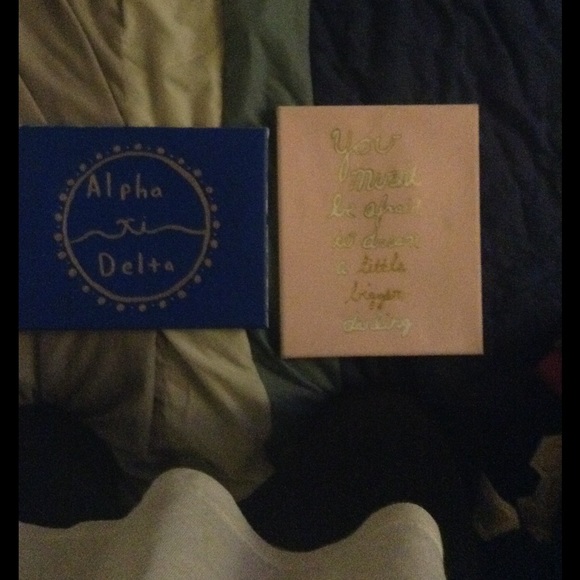 Alpha
xi
Delta
You
must
be afraid
to dream
a little
bigger
darling